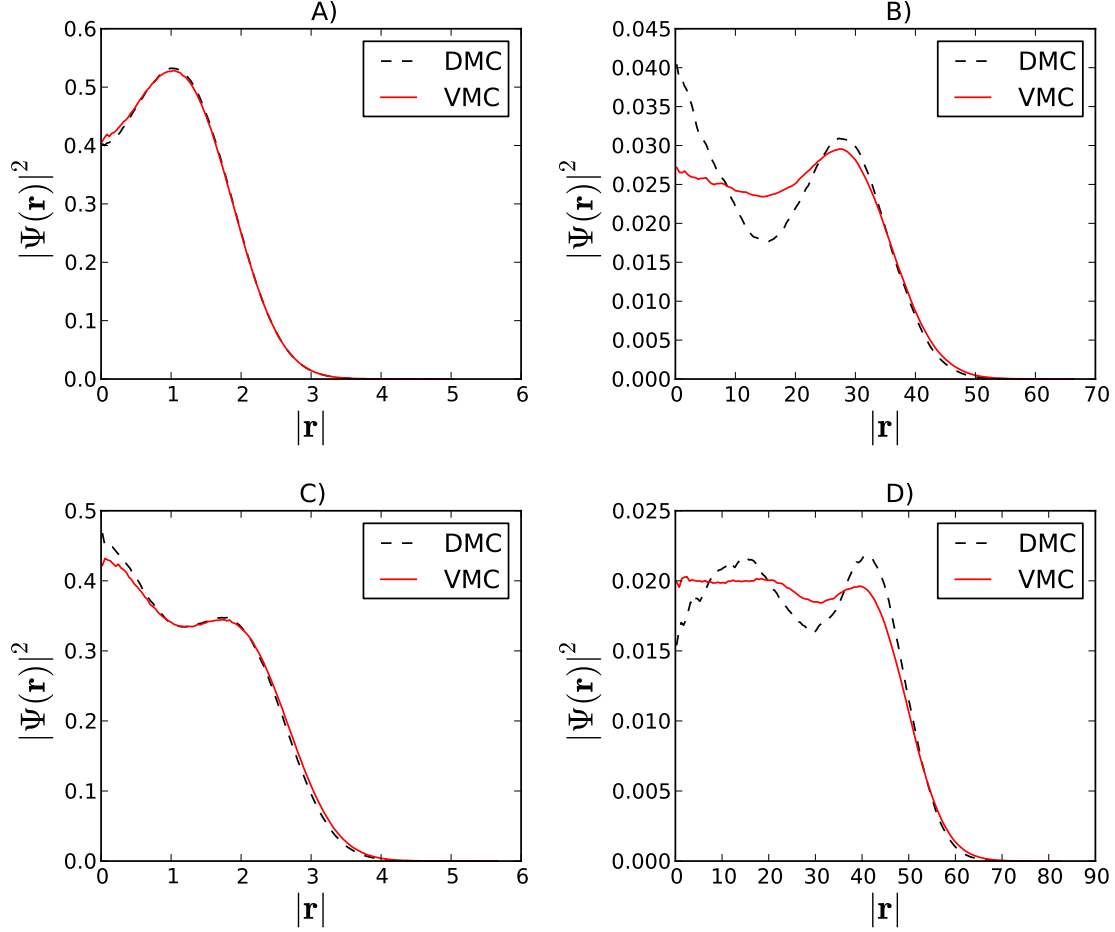 A)
|Ψ(r)|²
0.6
0.5
0.4
0.3
0.2
0.1
0.0
DMC
VMC
0 1 2 3 4 5 6
|r|
B)
|Ψ(r)|²
0.045
0.040
0.035
0.030
0.025
0.020
0.015
0.010
0.005
0.000
DMC
VMC
0 10 20 30 40 50 60 70
|r|
C)
|Ψ(r)|²
0.5
0.4
0.3
0.2
0.1
0.0
DMC
VMC
0 1 2 3 4 5 6
|r|
D)
|Ψ(r)|²
0.025
0.020
0.015
0.010
0.005
0.000
DMC
VMC
0 10 20 30 40 50 60 70 80 90
|r|